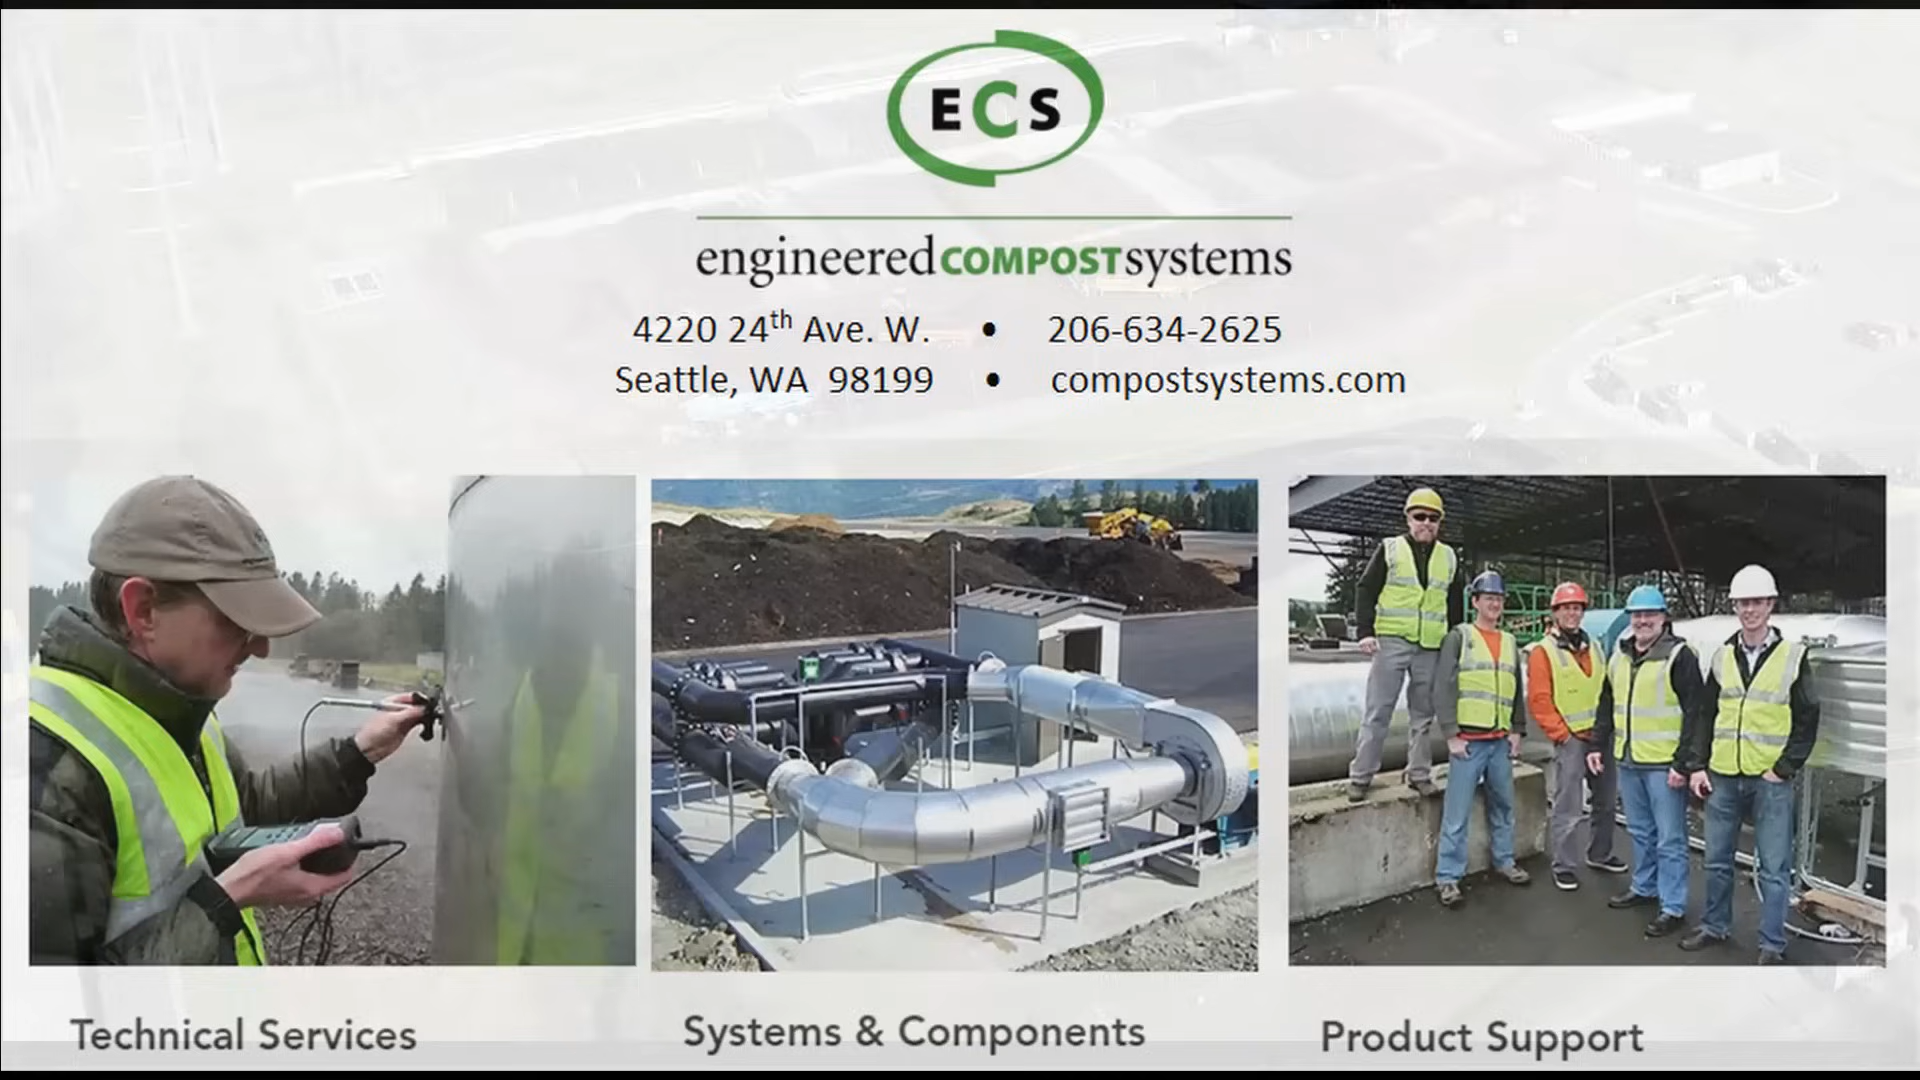 ECS
engineeredCOMPOSTsystems
4220 24th Ave. W. • 206-634-2625
Seattle, WA 98199 • compostsystems.com
Technical Services
Systems & Components
Product Support